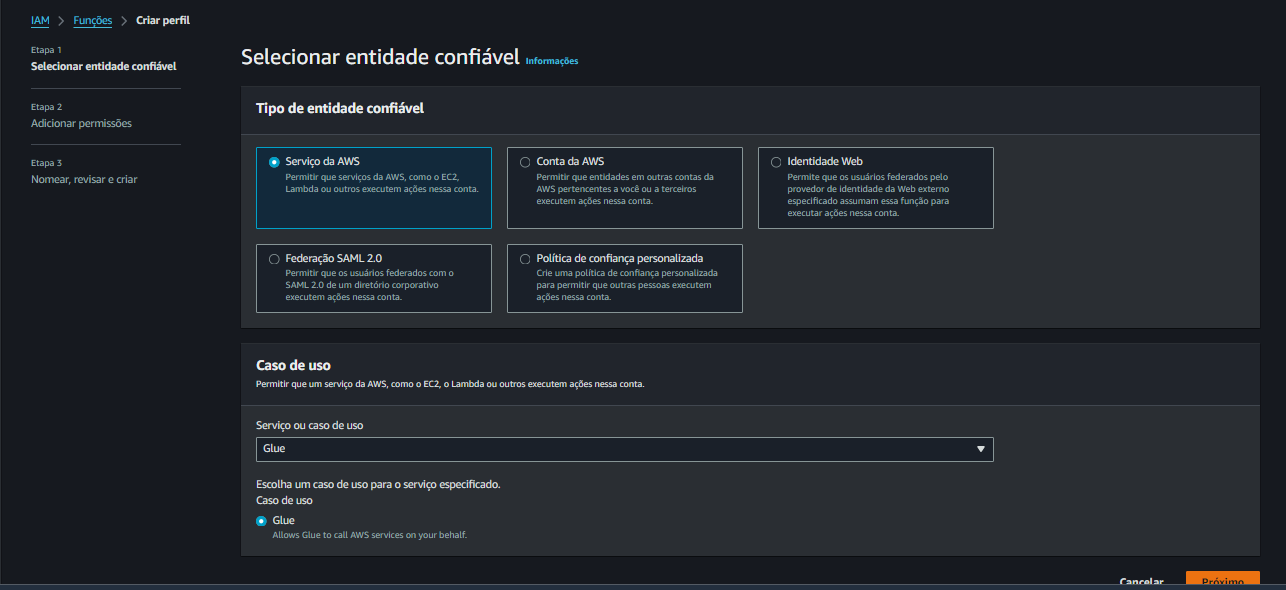 IAM > Funções > Criar perfil
Etapa 1
Selecionar entidade confiável
Etapa 2
Adicionar permissões
Etapa 3
Nomear, revisar e criar
Selecionar entidade confiável Informações
Tipo de entidade confiável
Serviço da AWS
Permitir que serviços da AWS, como o EC2,
Lambda ou outros executem ações nessa conta.
Conta da AWS
Permitir que entidades em outras contas da
AWS pertencentes a você ou a terceiros
executem ações nessa conta.
Identidade Web
Permite que os usuários federados pelo
provedor de identidade da Web externo
especificado assumam essa função para
executar ações nessa conta.
Federação SAML 2.0
Permitir que os usuários federados com o
SAML 2.0 de um diretório corporativo
executem ações nessa conta.
Política de confiança personalizada
Crie uma política de confiança personalizada
para permitir que outras pessoas executem
ações nessa conta.
Caso de uso
Permitir que um serviço da AWS, como o EC2, o Lambda ou outros executem ações nessa conta.
Serviço ou caso de uso
Glue
Escolha um caso de uso para o serviço especificado.
Caso de uso
Glue
Allows Glue to call AWS services on your behalf.
Cancelar
Próximo